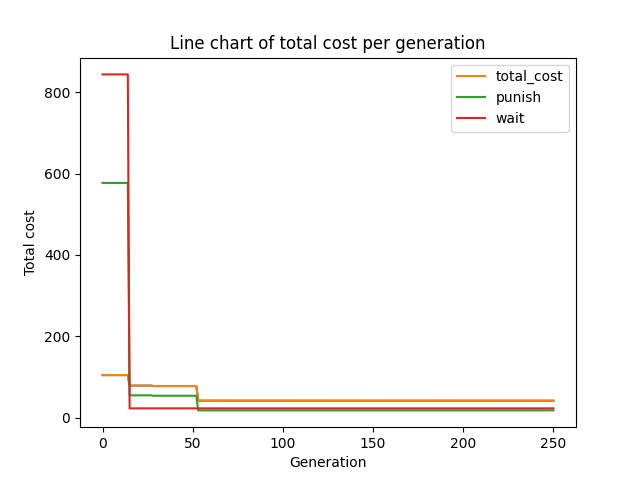 Line chart of total cost per generation
total_cost
punish
wait
Total cost
800
600
400
200
0
0 50 100 150 200 250
Generation